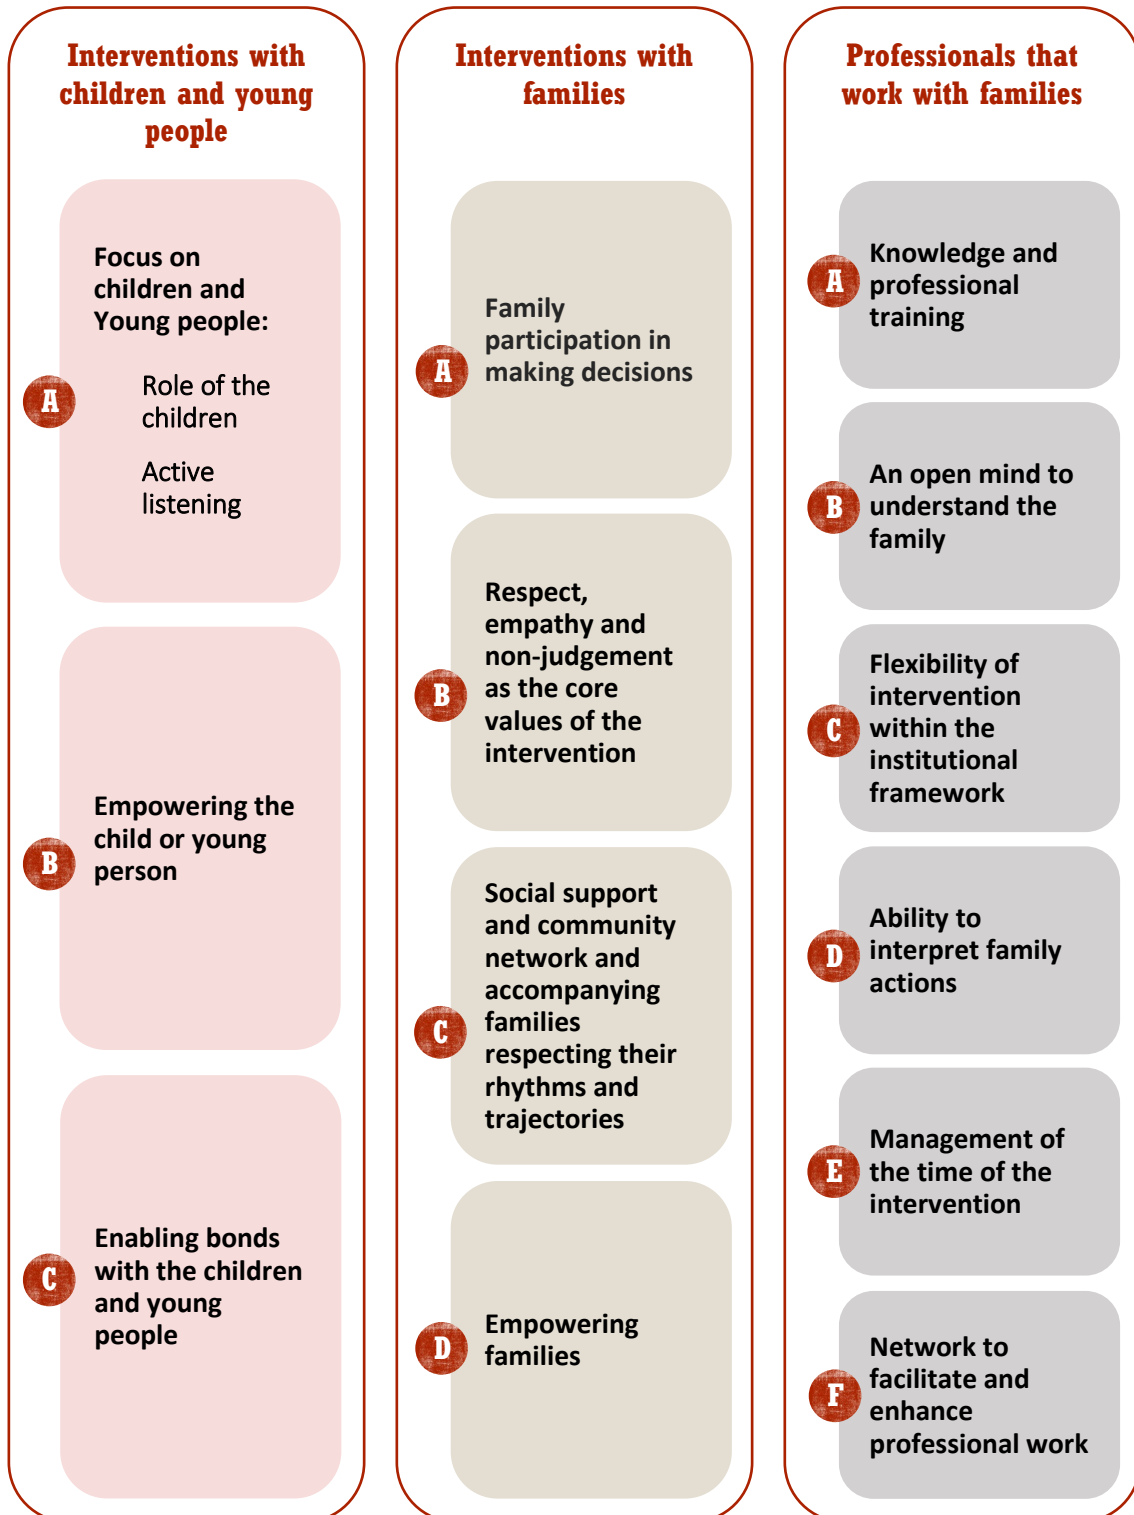 Interventions with
children and young
people
A
Focus on
children and
Young people:
Role of the
children
Active
listening
B
Empowering the
child or young
person
C
Enabling bonds
with the children
and young
people
Interventions with
families
A
Family
participation in
making decisions
B
Respect,
empathy and
non-judgement
as the core
values of the
intervention
C
Social support
and community
network and
accompanying
families
respecting their
rhythms and
trajectories
D
Empowering
families
Professionals that
work with families
A
Knowledge and
professional
training
B
An open mind to
understand the
family
C
Flexibility of
intervention
within the
institutional
framework
D
Ability to
interpret family
actions
E
Management of
the time of the
intervention
F
Network to
facilitate and
enhance
professional work